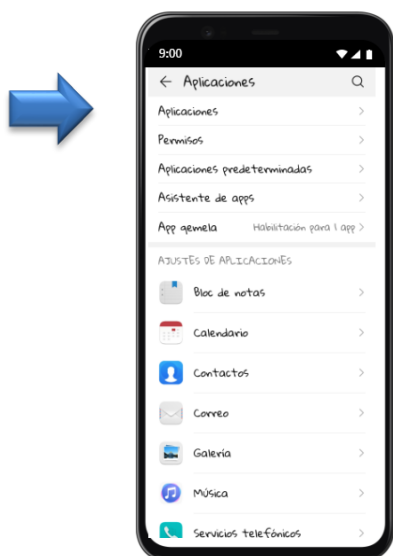 9:00
Aplicaciones
Aplicaciones
Permisos
Aplicaciones predeterminadas
Asistente de apps
App gemela Habilitación para 1 app
AJUSTES DE APLICACIONES
Bloc de notas
Calendario
Contactos
Correo
Galería
Música
Servicios telefónicos